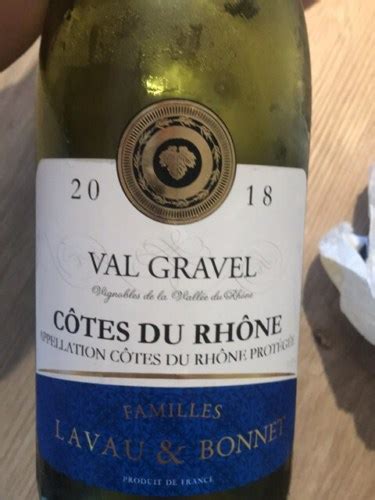 20 18
VAL GRAVEL
Vignobles de la Vallée du Rhône
CÔTES DU RHÔNE
APPELLATION CÔTES DU RHÔNE PROTÉGÉE
FAMILLES
LAVAU & BONNET
PRODUIT DE FRANCE